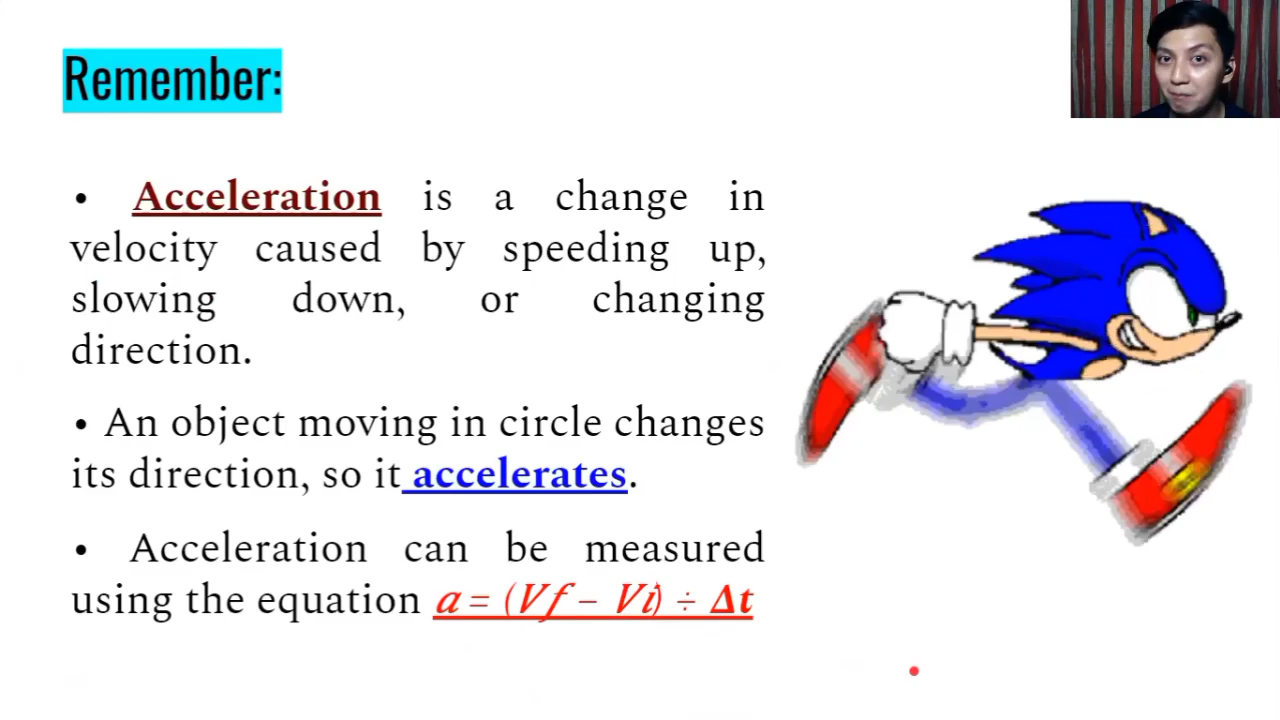 Remember:
• Acceleration is a change in
velocity caused by speeding up,
slowing down, or changing
direction.
• An object moving in circle changes
its direction, so it accelerates.
• Acceleration can be measured
using the equation a = (Vf – Vi) ÷ Δt